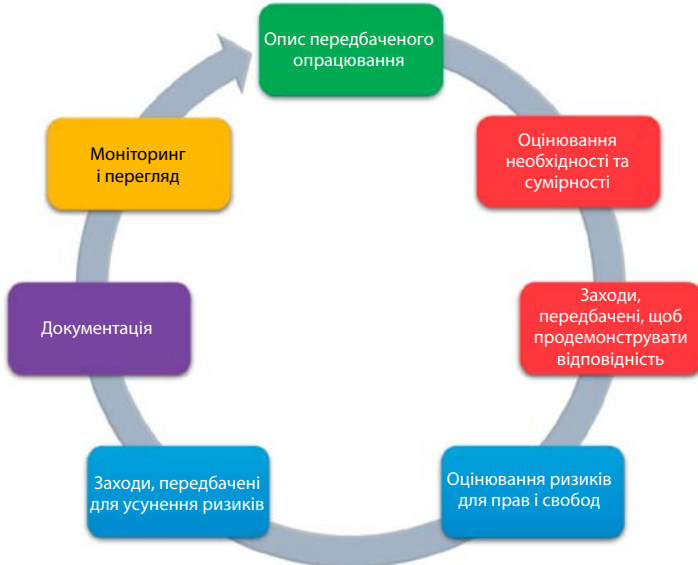 Опис передбаченого
опрацювання
Оцінювання
необхідності та
сумірності
Заходи,
передбачені, щоб
продемонструвати
відповідність
Оцінювання ризиків
для прав і свобод
Заходи, передбачені
для усунення ризиків
Документація
Моніторинг
і перегляд